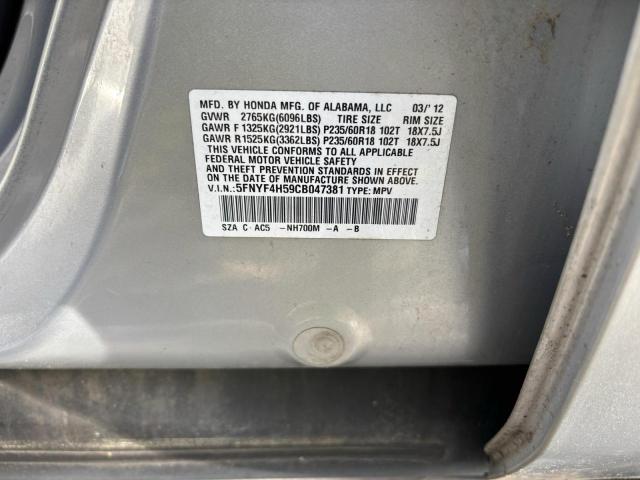 MFD. BY HONDA MFG. OF ALABAMA, LLC 03/'12
GVWR 2765KG(6096LBS) TIRE SIZE RIM SIZE
GAWR F 1325KG(2921LBS) P235/60R18 102T 18X7.5J
GAWR R1525KG(3362LBS) P235/60R18 102T 18X7.5J
THIS VEHICLE CONFORMS TO ALL APPLICABLE
FEDERAL MOTOR VEHICLE SAFETY
AND THEFT PREVENTION STANDARDS IN EFFECT
ON THE DATE OF MANUFACTURE SHOWN ABOVE.
V.I.N.:5FNYF4H59CB047381 TYPE: MPV
SZA C-AC5 -NH700M -A -B